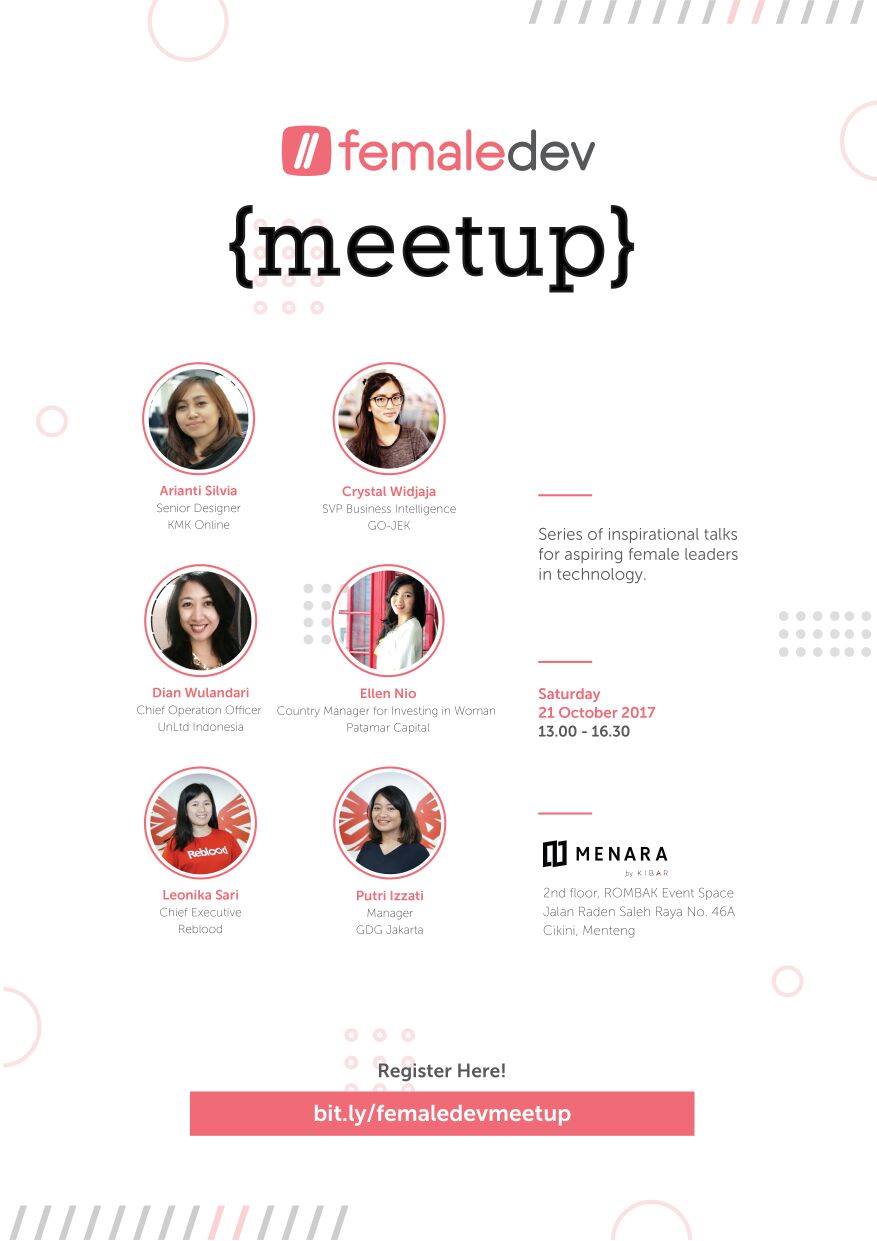 femaledev
{meetup}
Arianti Silvia
Senior Designer
KMK Online
Crystal Widjaja
SVP Business Intelligence
GO-JEK
Dian Wulandari
Chief Operation Officer
UnLtd Indonesia
Ellen Nio
Country Manager for Investing in Woman
Patamar Capital
Leonika Sari
Chief Executive
Reblood
Reblood
Putri Izzati
Manager
GDG Jakarta
Series of inspirational talks
for aspiring female leaders
in technology.
Saturday
21 October 2017
13.00 - 16.30
MENARA
by KIBAR
2nd floor, ROMBAK Event Space
Jalan Raden Saleh Raya No. 46A
Cikini, Menteng
Register Here!
bit.ly/femaledevmeetup